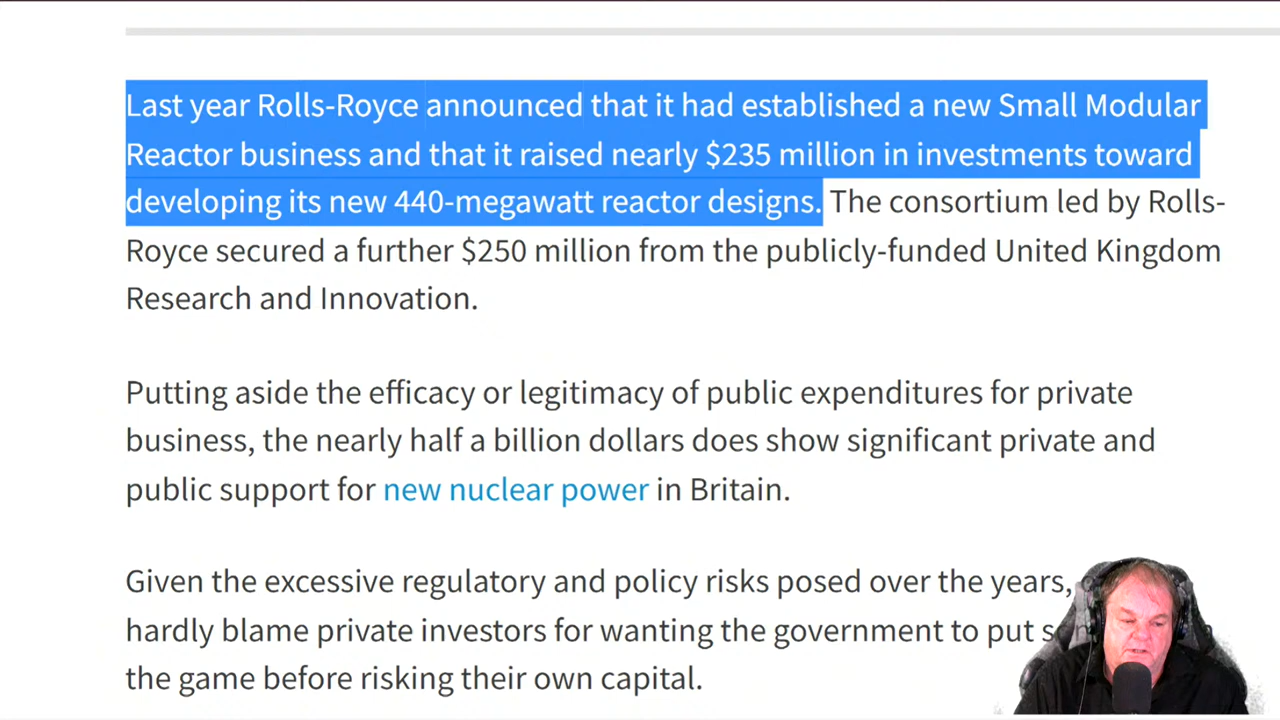 Last year Rolls-Royce announced that it had established a new Small Modular
Reactor business and that it raised nearly $235 million in investments toward
developing its new 440-megawatt reactor designs. The consortium led by Rolls-
Royce secured a further $250 million from the publicly-funded United Kingdom
Research and Innovation.
Putting aside the efficacy or legitimacy of public expenditures for private
business, the nearly half a billion dollars does show significant private and
public support for new nuclear power in Britain.
Given the excessive regulatory and policy risks posed over the years,
hardly blame private investors for wanting the government to put
the game before risking their own capital.